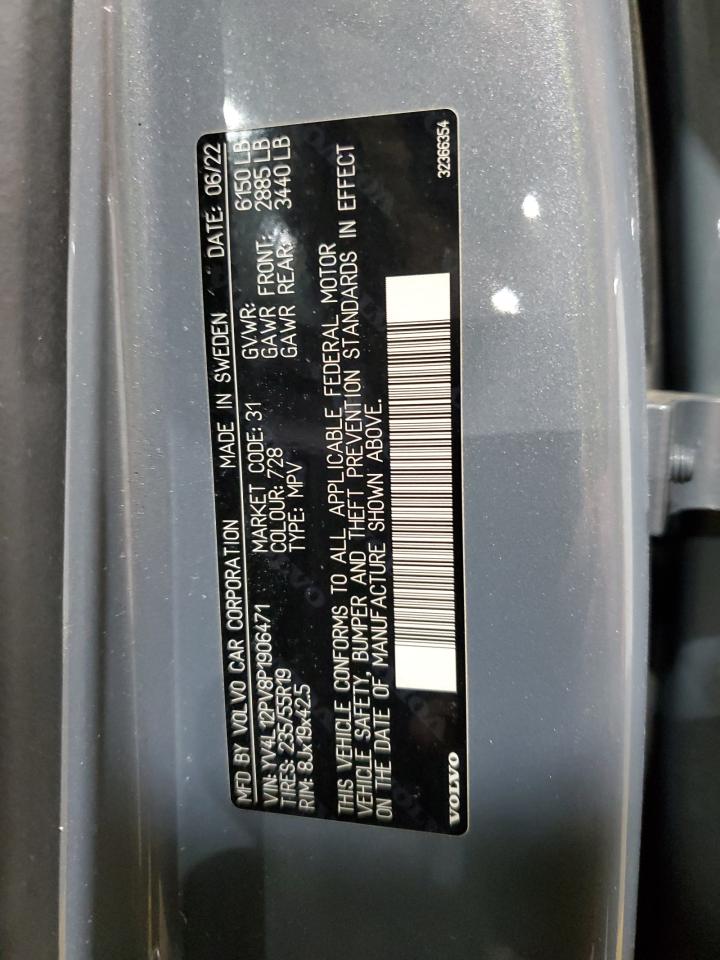 MFD BY VOLVO CAR CORPORATION MADE IN SWEDEN DATE: 06/22
VIN: YV4L12PV8P1906471 GVWR: 6150 LB
TIRES: 235/55R19 MARKET CODE: 31 GAWR FRONT: 2885 LB
RIM: 8Jx19x42.5 COLOUR: 728 GAWR REAR: 3440 LB
TYPE: MPV
THIS VEHICLE CONFORMS TO ALL APPLICABLE FEDERAL MOTOR
VEHICLE SAFETY, BUMPER AND THEFT PREVENTION STANDARDS IN EFFECT
ON THE DATE OF MANUFACTURE SHOWN ABOVE.
VOLVO
32366354